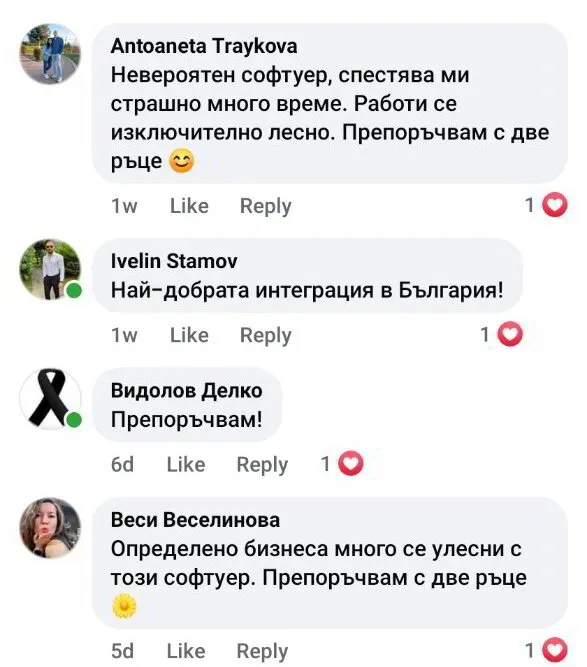 Antoaneta Traykova
Невероятен софтуер, спестява ми
страшно много време. Работи се
изключително лесно. Препоръчвам с две
ръце 😊
1w Like Reply 1
Ivelin Stamov
Най-добрата интеграция в България!
1w Like Reply 1
Видолов Делко
Препоръчвам!
6d Like Reply 1
Веси Веселинова
Определено бизнеса много се улесни с
този софтуер. Препоръчвам с две ръце
🌼
5d Like Reply 1